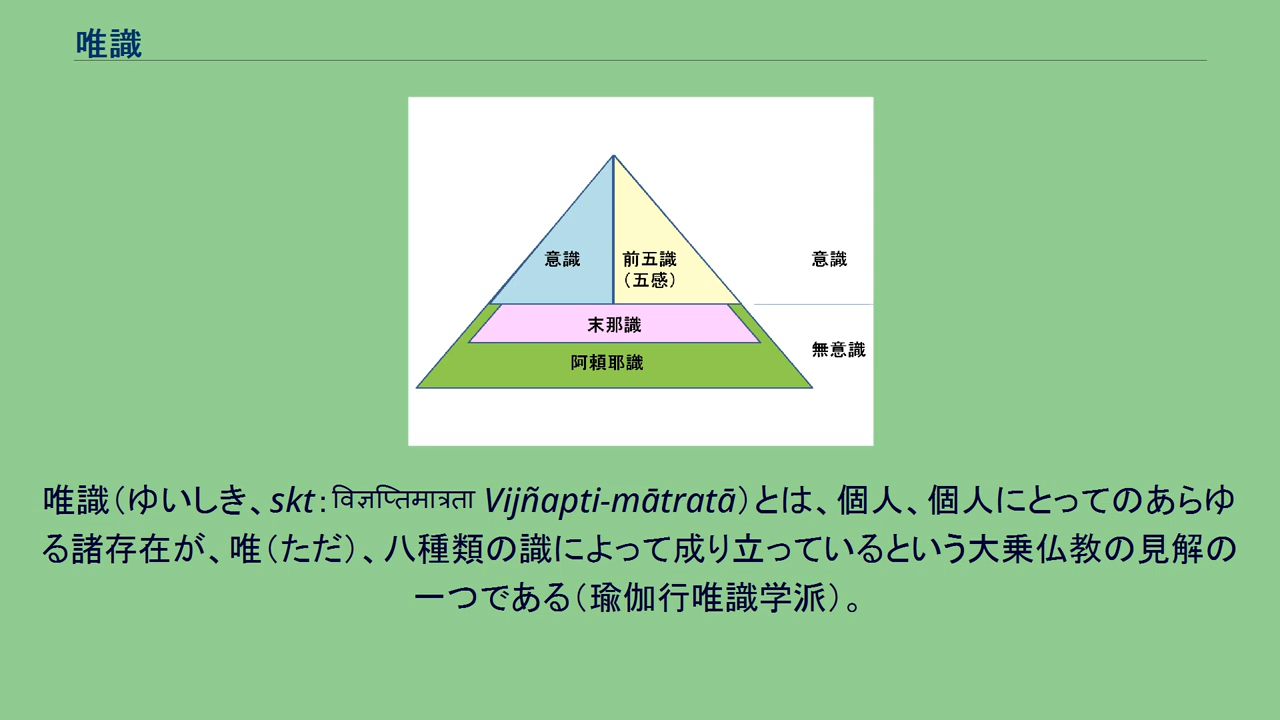 唯識
意識
前五識
（五感）
意識
末那識
無意識
阿頼耶識
唯識（ゆいしき、skt：विज्ञप्तिमात्रता Vijñapti-mātratā）とは、個人、個人にとってのあらゆ
る諸存在が、唯（ただ）、八種類の識によって成り立っているという大乗仏教の見解の
一つである（瑜伽行唯識学派）。